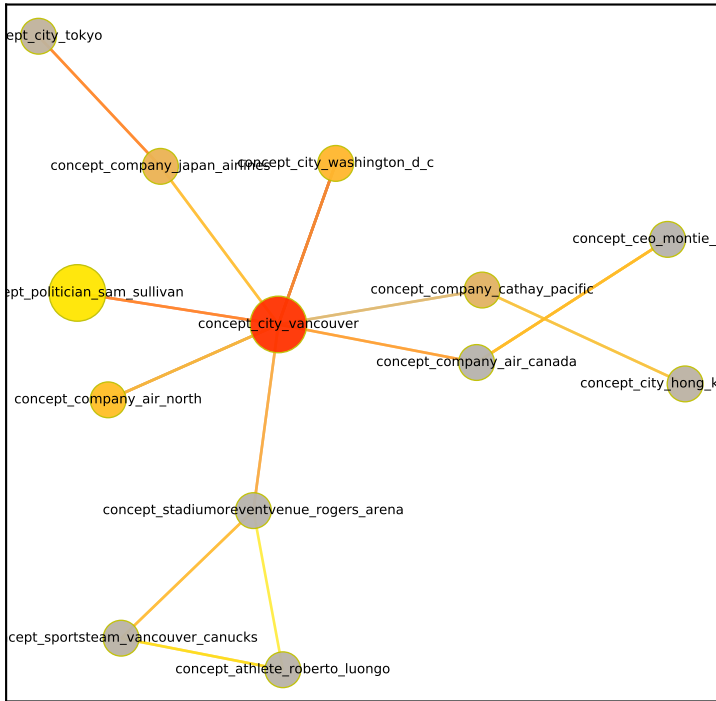 ept_city_tokyo
concept_company_japan_airlines
concept_city_washington_d_c
concept_ceo_montie_
ept_politician_sam_sullivan
concept_company_cathay_pacific
concept_city_vancouver
concept_company_air_canada
concept_city_hong_k
concept_company_air_north
concept_stadiumoreventvenue_rogers_arena
cept_sportsteam_vancouver_canucks
concept_athlete_roberto_luongo